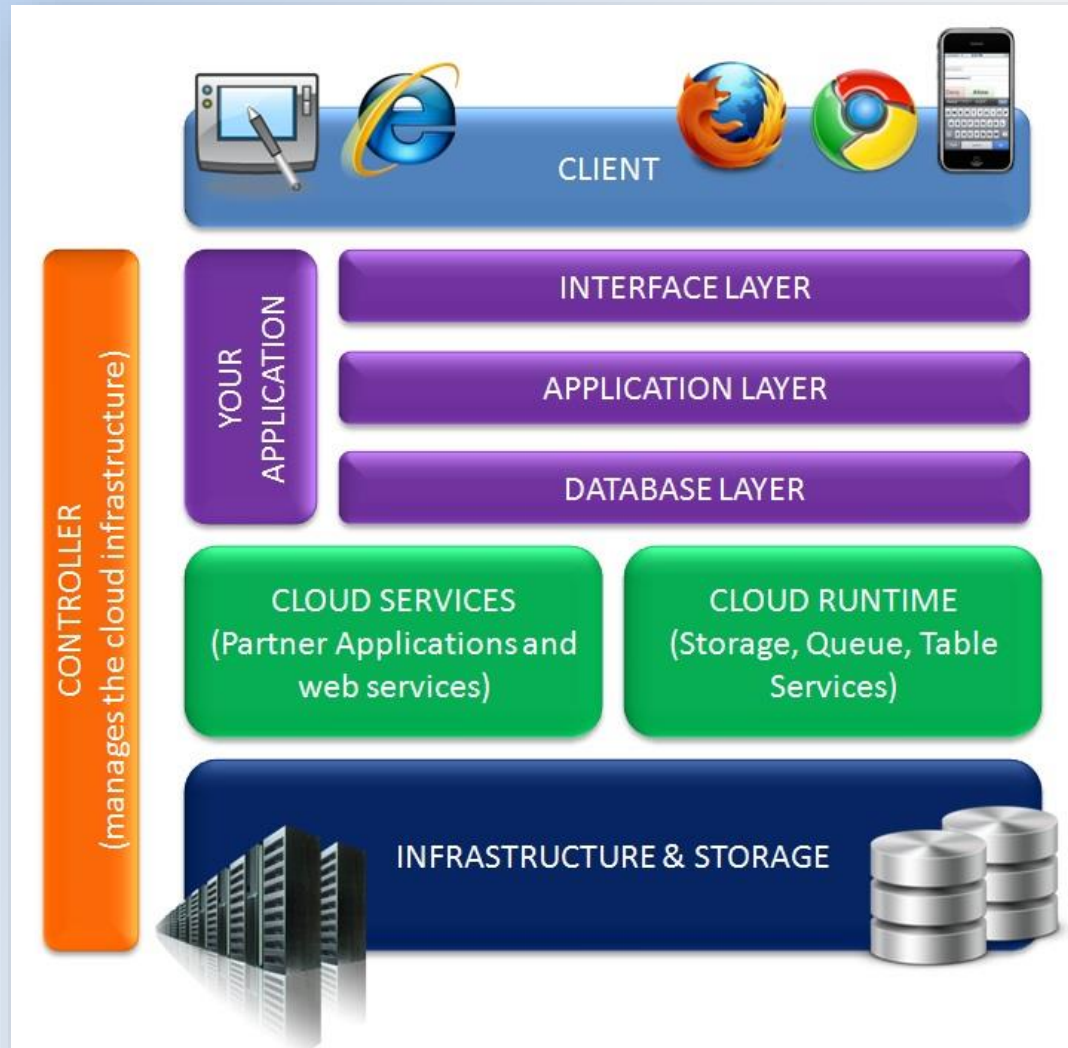 CLIENT
CONTROLLER
(manages the cloud infrastructure)
YOUR
APPLICATION
INTERFACE LAYER
APPLICATION LAYER
DATABASE LAYER
CLOUD SERVICES
(Partner Applications and
web services)
CLOUD RUNTIME
(Storage, Queue, Table
Services)
INFRASTRUCTURE & STORAGE